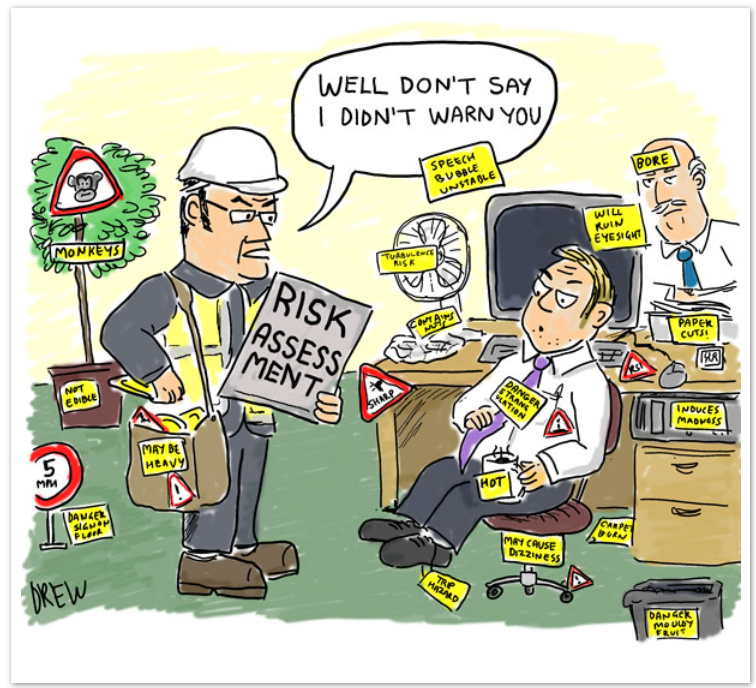 WELL DON'T SAY
I DIDN'T WARN YOU
SPEECH
BUBBLE
UNSTABLE
BORE
WILL
RUIN
EYESIGHT
MONKEYS
TURBULENCE
RISK
CONTAINS
NUTS
PAPER
CUTS!
RISK
ASSESS
MENT
SHARP
RSI
NOT
EDIBLE
DANGER
STRANG
ULATION
INDUCES
MADNESS
MAY BE
HEAVY
HOT
5
MPH
DANGER
SIGN ON
FLOOR
CARPET
BURN
MAY CAUSE
DIZZINESS
TRIP
HAZARD
DANGER
MOULDY
FRUIT
DREW